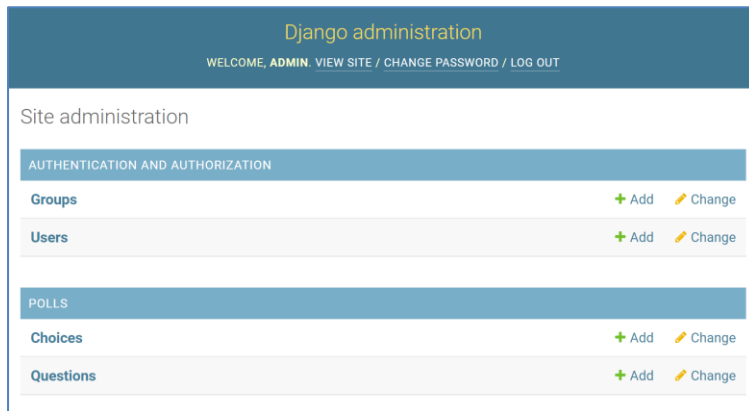 Django administration
WELCOME, ADMIN. VIEW SITE / CHANGE PASSWORD / LOG OUT
Site administration
AUTHENTICATION AND AUTHORIZATION
Groups + Add Change
Users + Add Change
POLLS
Choices + Add Change
Questions + Add Change